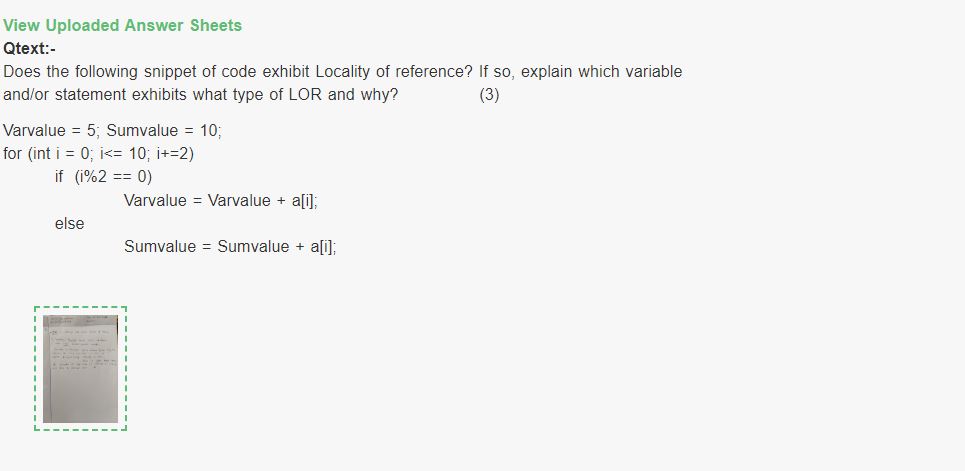 View Uploaded Answer Sheets
Qtext:-
Does the following snippet of code exhibit Locality of reference? If so, explain which variable
and/or statement exhibits what type of LOR and why? (3)
Varvalue = 5; Sumvalue = 10;
for (int i = 0; i<= 10; i+=2)
if (i%2 == 0)
Varvalue = Varvalue + a[i];
else
Sumvalue = Sumvalue + a[i];